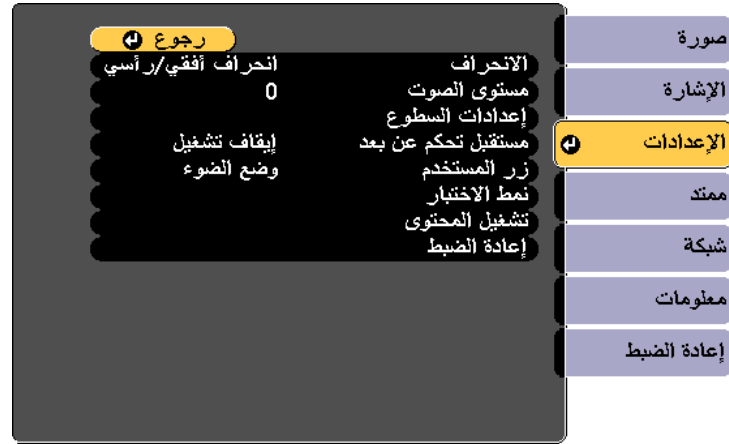 صورة
الإشارة
الإعدادات
ممتد
شبكة
معلومات
إعادة الضبط
رجوع
الانحراف انحراف أفقي/رأسي
مستوى الصوت 0
إعدادات السطوع
مستقبل تحكم عن بعد إيقاف تشغيل
زر المستخدم وضع الضوء
نمط الاختبار
تشغيل المحتوى
إعادة الضبط